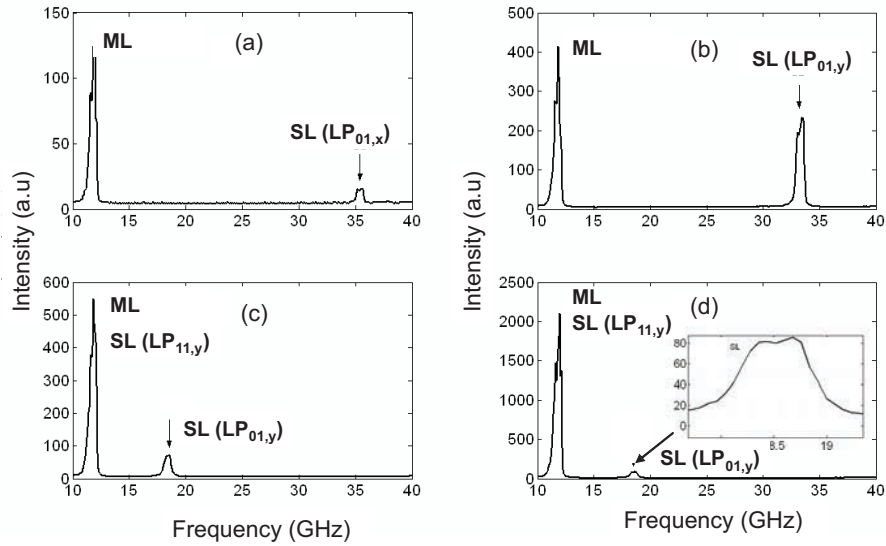 Intensity (a.u)
(a)
ML
SL (LP01,x)
150
100
50
0
10 15 20 25 30 35 40
(b)
ML
SL (LP01,y)
500
400
300
200
100
0
10 15 20 25 30 35 40
(c)
ML
SL (LP11,y)
SL (LP01,y)
600
500
400
300
200
100
0
10 15 20 25 30 35 40
(d)
ML
SL (LP11,y)
SL (LP01,y)
2500
2000
1500
1000
500
0
10 15 20 25 30 35 40
SL
80
60
40
20
0
8.5 19
Intensity (a.u)
Frequency (GHz)
Frequency (GHz)